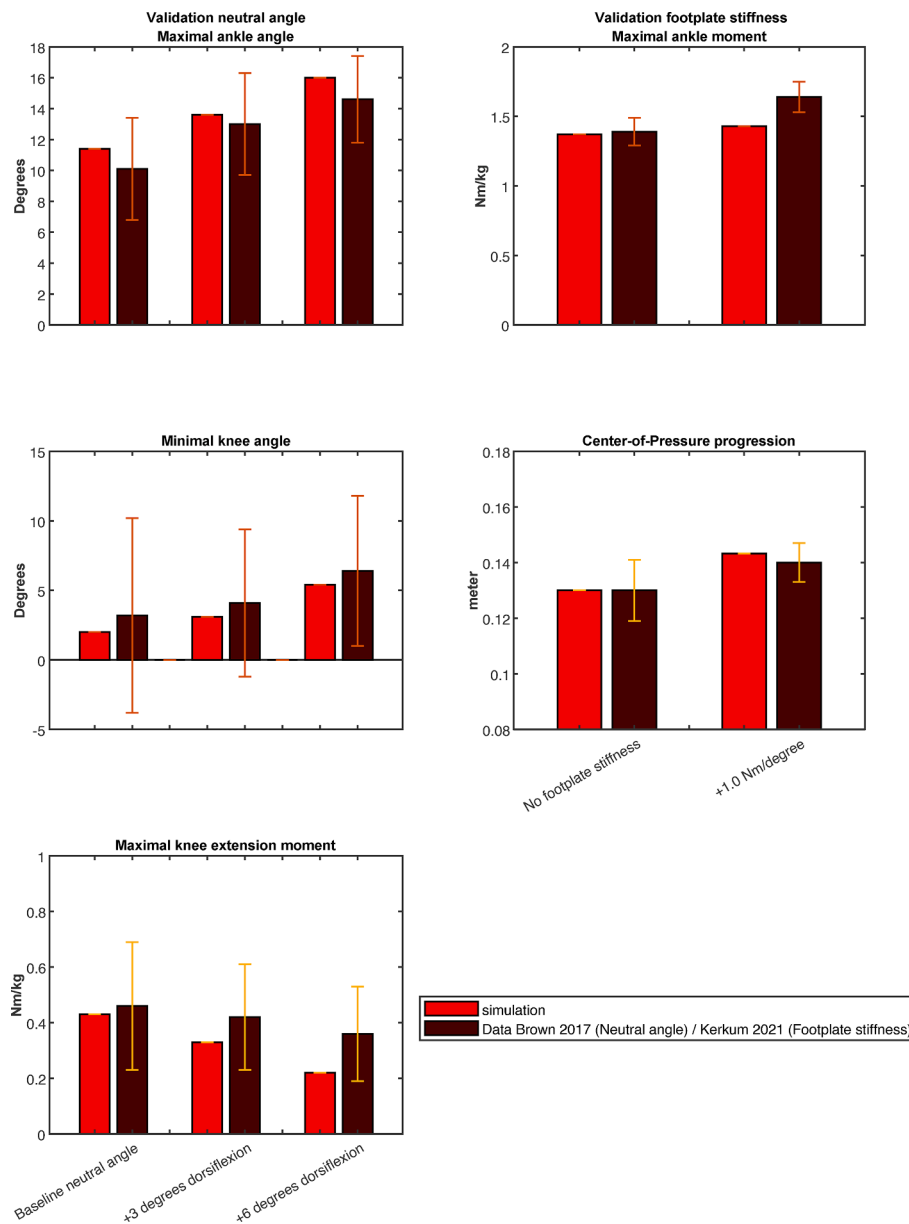 Validation neutral angle
Maximal ankle angle
18
16
14
12
10
8
6
4
2
0
Degrees
Validation footplate stiffness
Maximal ankle moment
2
1.5
1
0.5
0
Nm/kg
Minimal knee angle
15
10
5
0
-5
Degrees
Center-of-Pressure progression
0.18
0.16
0.14
0.12
0.1
0.08
meter
No footplate stiffness
+1.0 Nm/degree
Maximal knee extension moment
1
0.8
0.6
0.4
0.2
0
Nm/kg
Baseline neutral angle
+3 degrees dorsiflexion
+6 degrees dorsiflexion
simulation
Data Brown 2017 (Neutral angle) / Kerkum 2021 (Footplate stiffness)